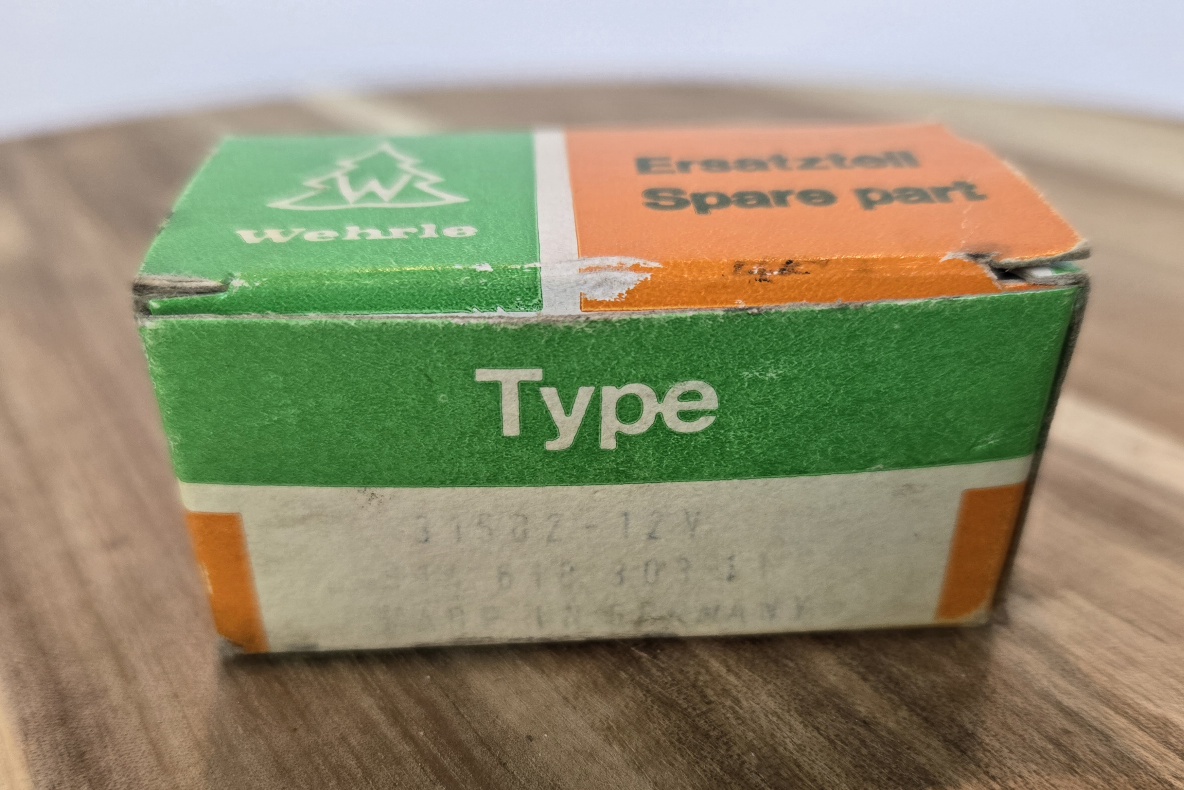 W
Wehrle
Ersatzteil
Spare part
Type
31502-12V
MADE IN GERMANY